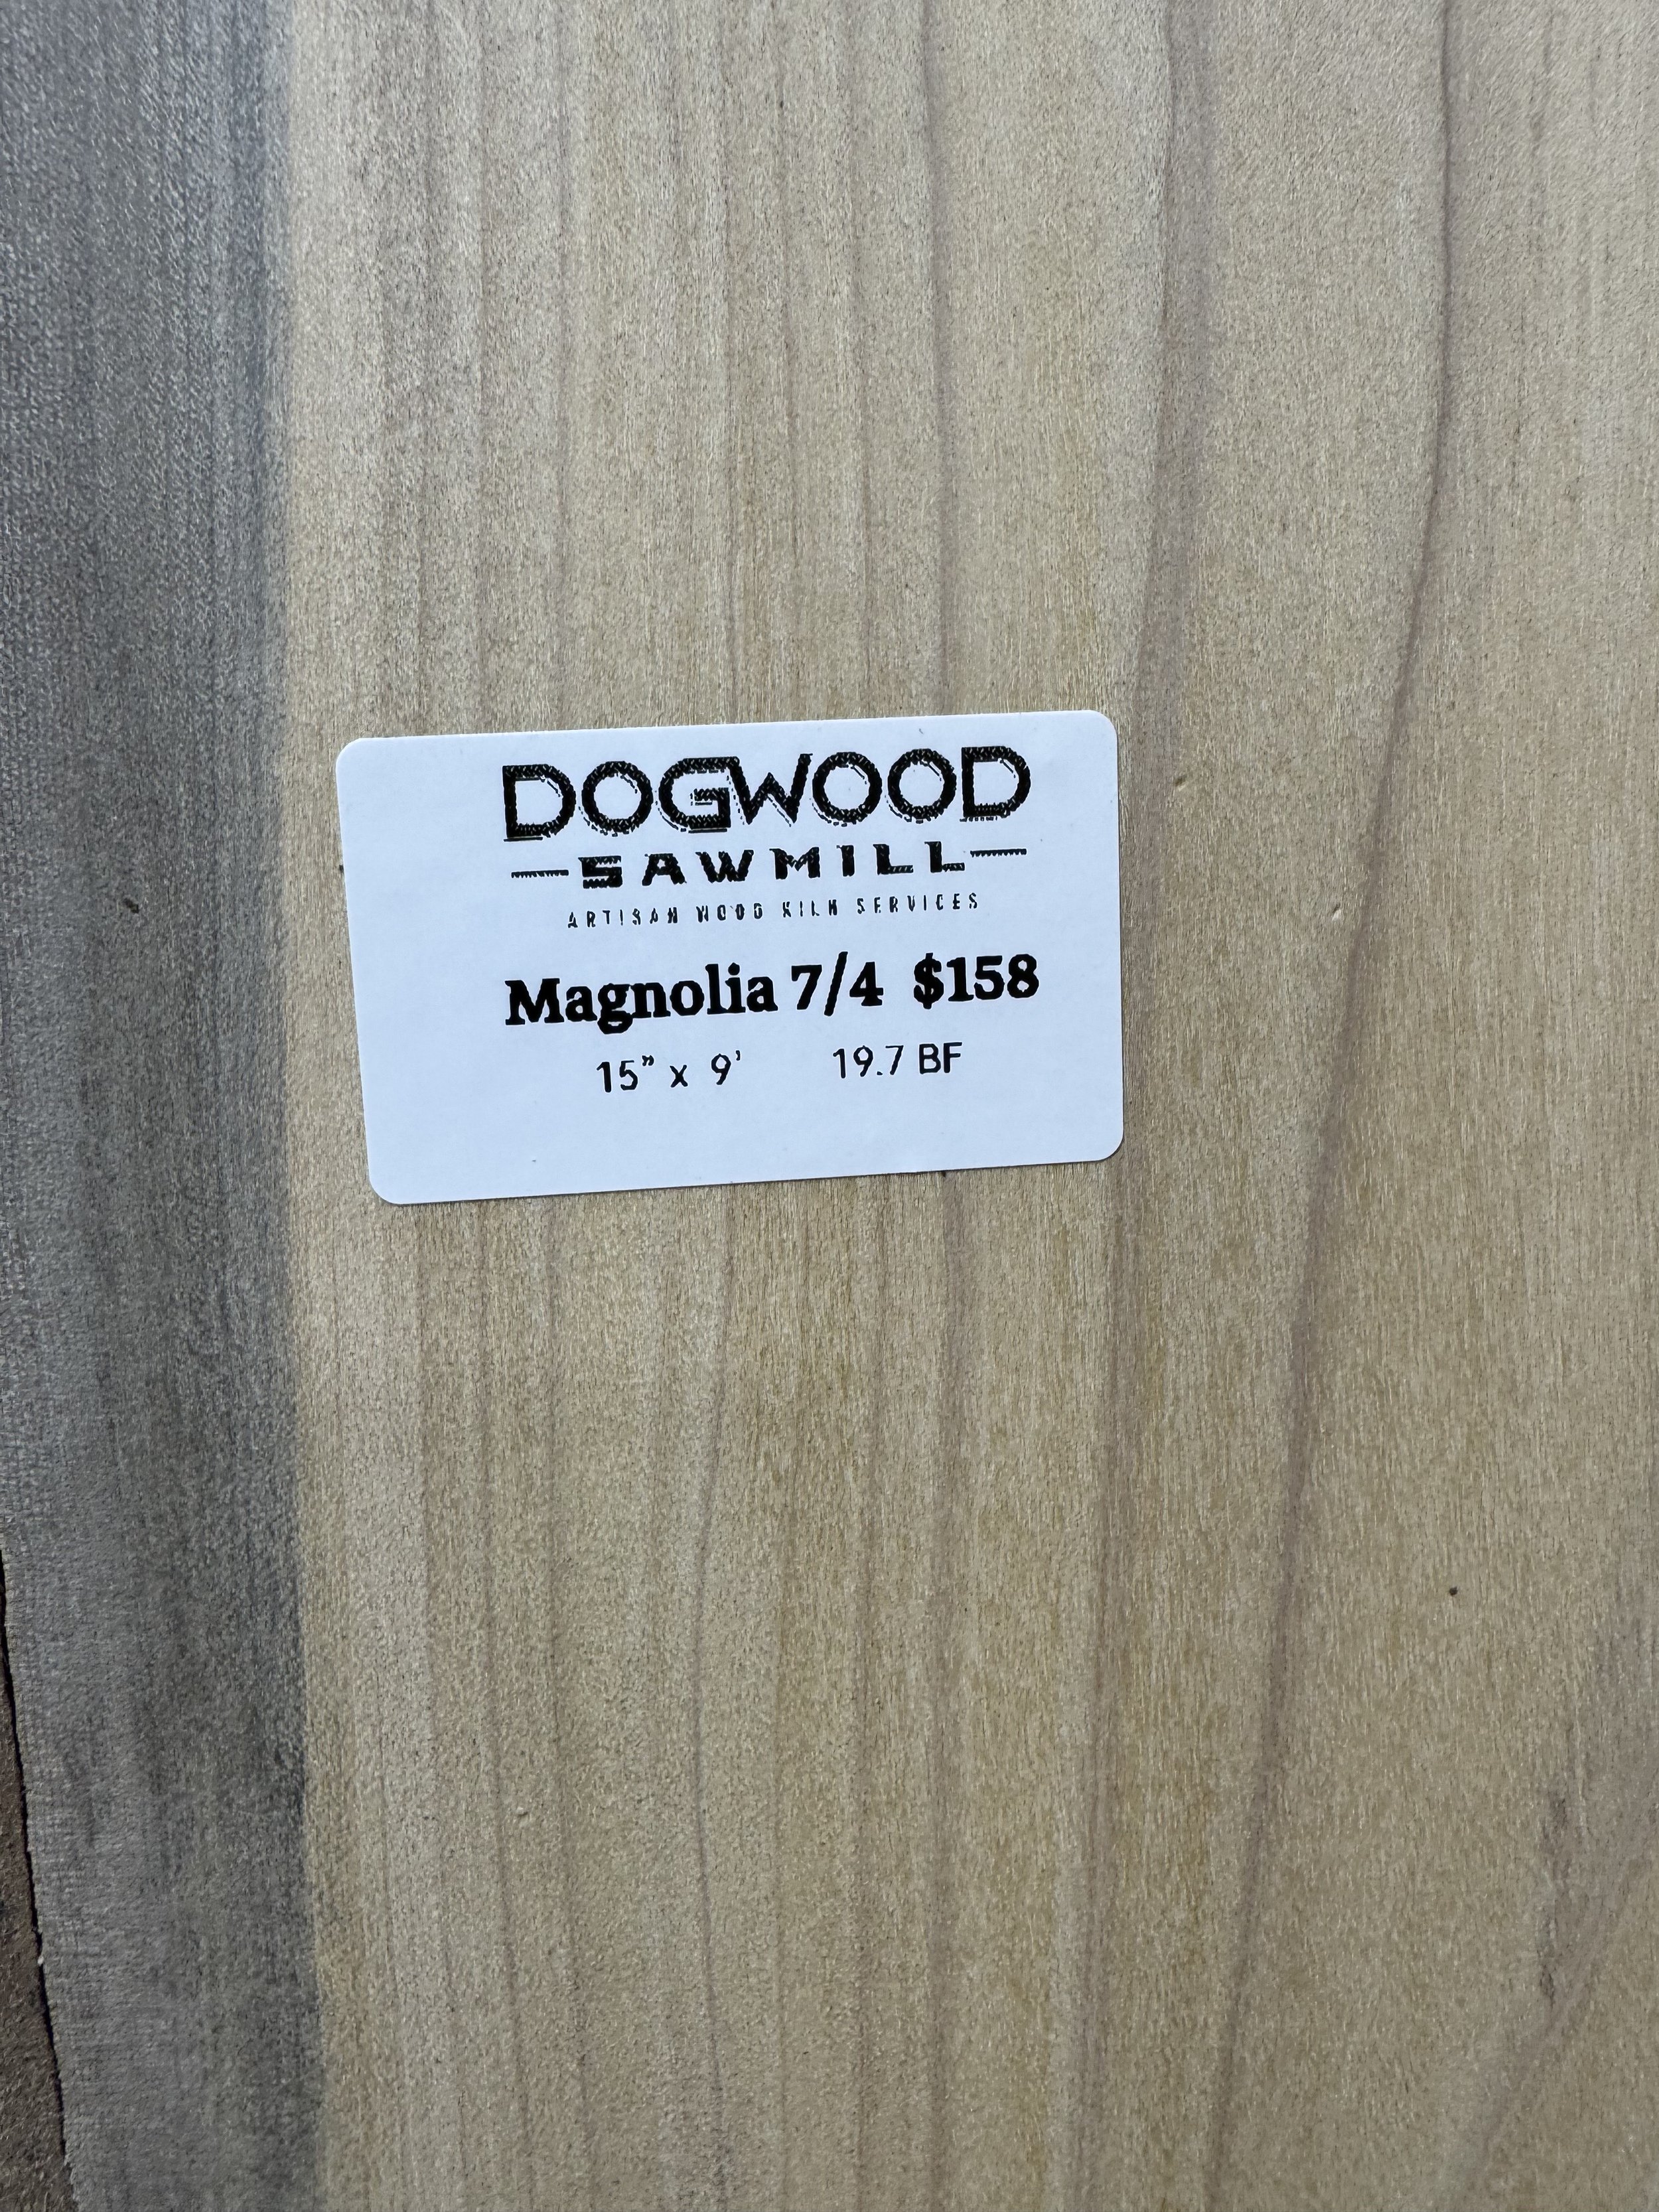 DOGWOOD
SAWMILL
ARTISAN WOOD KILN SERVICES
Magnolia 7/4 $158
15” x 9' 19.7 BF